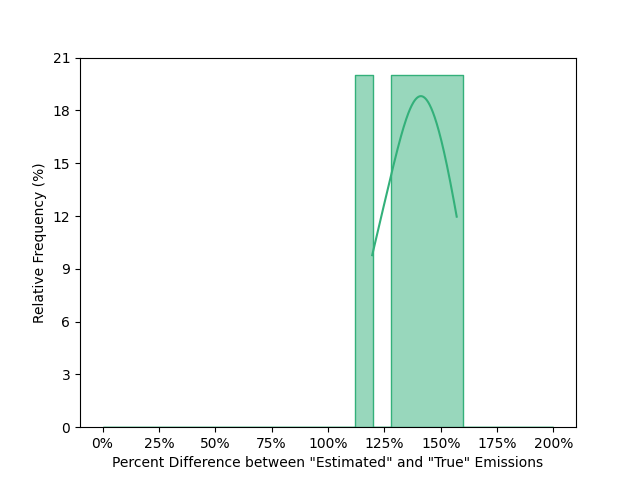 21
18
15
12
9
6
3
0
Relative Frequency (%)
0% 25% 50% 75% 100% 125% 150% 175% 200%
Percent Difference between "Estimated" and "True" Emissions